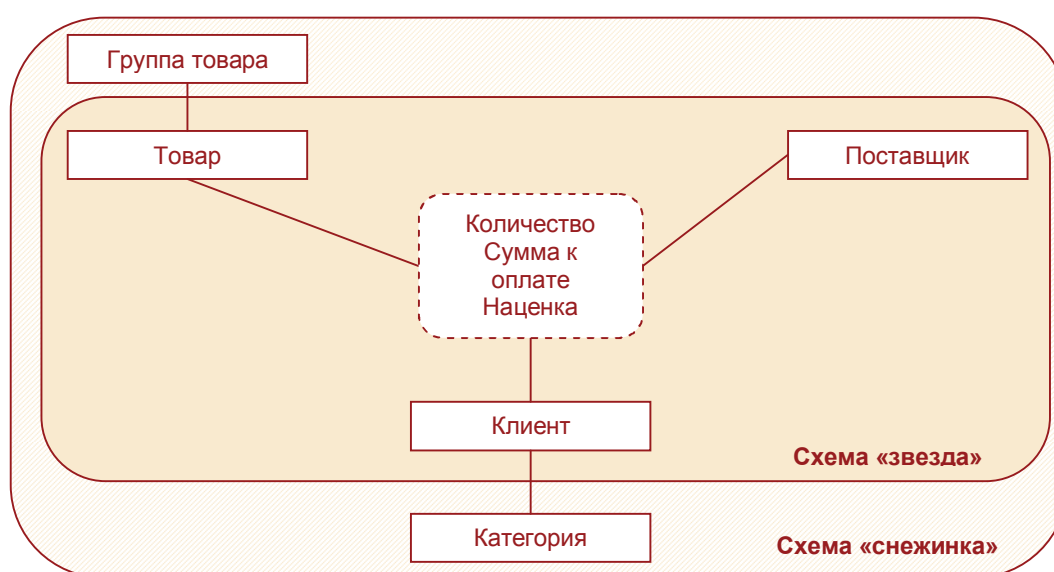 Группа товара
Товар
Поставщик
Количество
Сумма к
оплате
Наценка
Клиент
Схема «звезда»
Категория
Схема «снежинка»